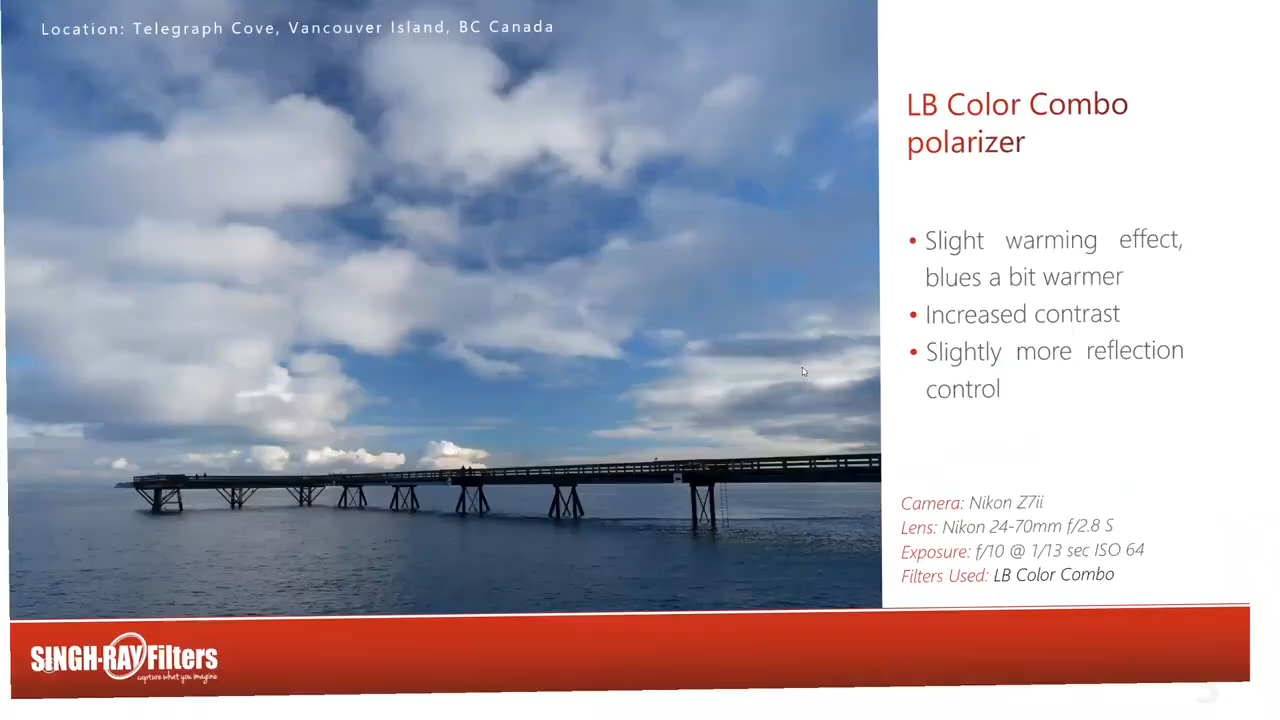 Location: Telegraph Cove, Vancouver Island, BC Canada
LB Color Combo
polarizer
• Slight warming effect,
blues a bit warmer
• Increased contrast
• Slightly more reflection
control
Camera: Nikon Z7ii
Lens: Nikon 24-70mm f/2.8 S
Exposure: f/10 @ 1/13 sec ISO 64
Filters Used: LB Color Combo
SINGH-RAY Filters
capture what you imagine